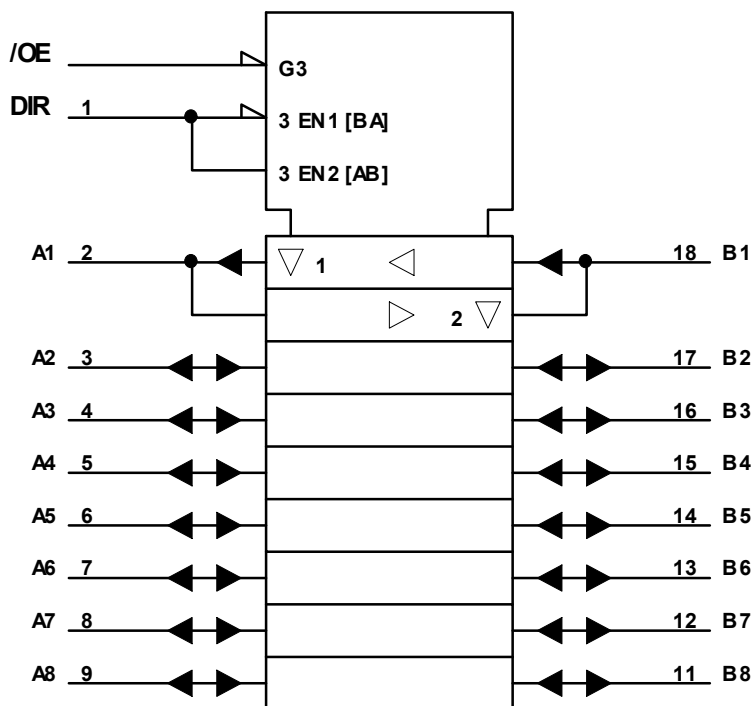 /OE
G3
DIR 1
3 EN1 [BA]
3 EN2 [AB]
A1 2 1 18 B1
2
A2 3 17 B2
A3 4 16 B3
A4 5 15 B4
A5 6 14 B5
A6 7 13 B6
A7 8 12 B7
A8 9 11 B8